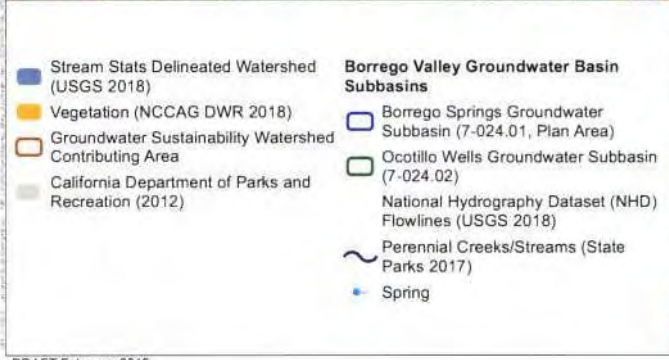 Stream Stats Delineated Watershed
(USGS 2018)
Vegetation (NCCAG DWR 2018)
Groundwater Sustainability Watershed
Contributing Area
California Department of Parks and
Recreation (2012)
Borrego Valley Groundwater Basin
Subbasins
Borrego Springs Groundwater
Subbasin (7-024.01, Plan Area)
Ocotillo Wells Groundwater Subbasin
(7-024.02)
National Hydrography Dataset (NHD)
Flowlines (USGS 2018)
Perennial Creeks/Streams (State
Parks 2017)
Spring